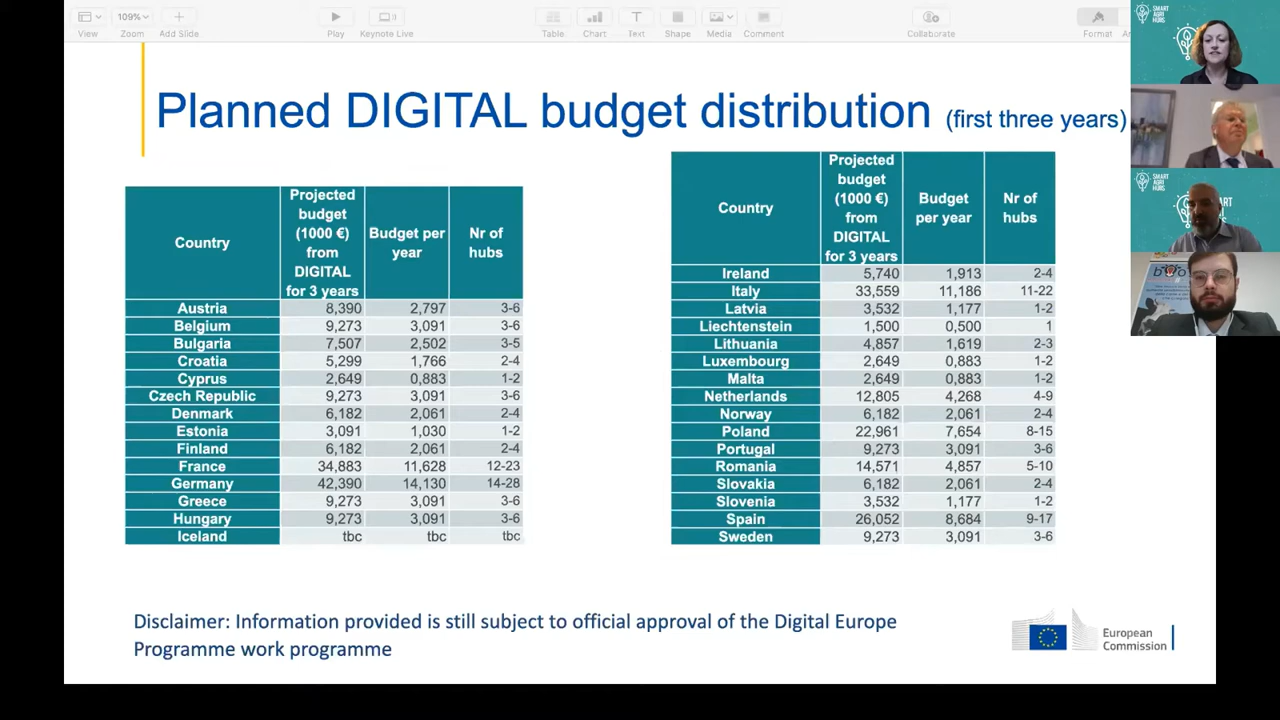 109%
View Zoom Add Slide Play Keynote Live Table Chart Text Shape Media Comment Collaborate Format
Planned DIGITAL budget distribution (first three years)
Country Projected budget (1000 €) from DIGITAL for 3 years Budget per year Nr of hubs
Austria 8,390 2,797 3-6
Belgium 9,273 3,091 3-6
Bulgaria 7,507 2,502 3-5
Croatia 5,299 1,766 2-4
Cyprus 2,649 0,883 1-2
Czech Republic 9,273 3,091 3-6
Denmark 6,182 2,061 2-4
Estonia 3,091 1,030 1-2
Finland 6,182 2,061 2-4
France 34,883 11,628 12-23
Germany 42,390 14,130 14-28
Greece 9,273 3,091 3-6
Hungary 9,273 3,091 3-6
Iceland tbc tbc tbc
Country Projected budget (1000 €) from DIGITAL for 3 years Budget per year Nr of hubs
Ireland 5,740 1,913 2-4
Italy 33,559 11,186 11-22
Latvia 3,532 1,177 1-2
Liechtenstein 1,500 0,500 1
Lithuania 4,857 1,619 2-3
Luxembourg 2,649 0,883 1-2
Malta 2,649 0,883 1-2
Netherlands 12,805 4,268 4-9
Norway 6,182 2,061 2-4
Poland 22,961 7,654 8-15
Portugal 9,273 3,091 3-6
Romania 14,571 4,857 5-10
Slovakia 6,182 2,061 2-4
Slovenia 3,532 1,177 1-2
Spain 26,052 8,684 9-17
Sweden 9,273 3,091 3-6
Disclaimer: Information provided is still subject to official approval of the Digital Europe
Programme work programme
European
Commission
SMART
AGRI
HUBS
SMART
AGRI
HUBS